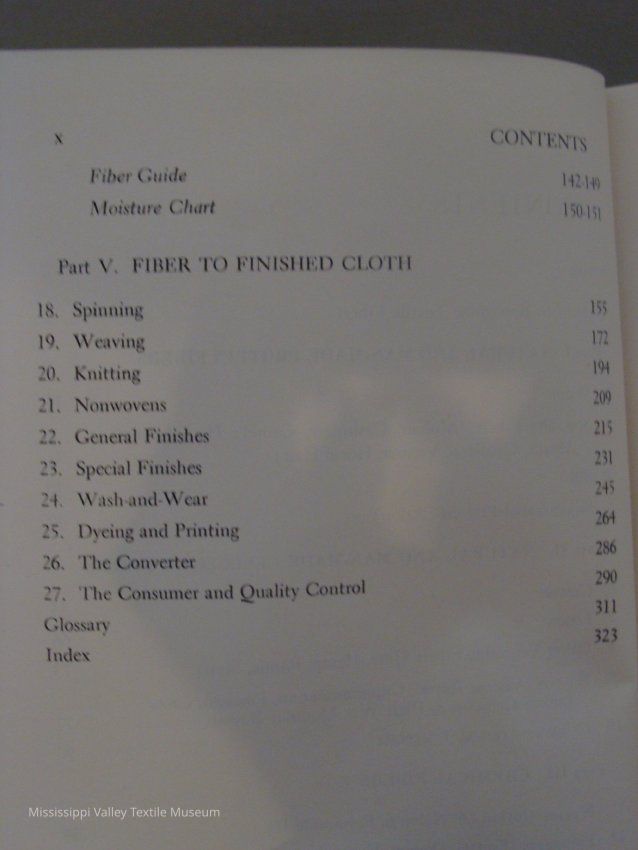 x CONTENTS
Fiber Guide 142-149
Moisture Chart 150-151
Part V. FIBER TO FINISHED CLOTH
18. Spinning 155
19. Weaving 172
20. Knitting 194
21. Nonwovens 209
22. General Finishes 215
23. Special Finishes 231
24. Wash-and-Wear 245
25. Dyeing and Printing 264
26. The Converter 286
27. The Consumer and Quality Control 290
Glossary 311
Index 323
Mississippi Valley Textile Museum